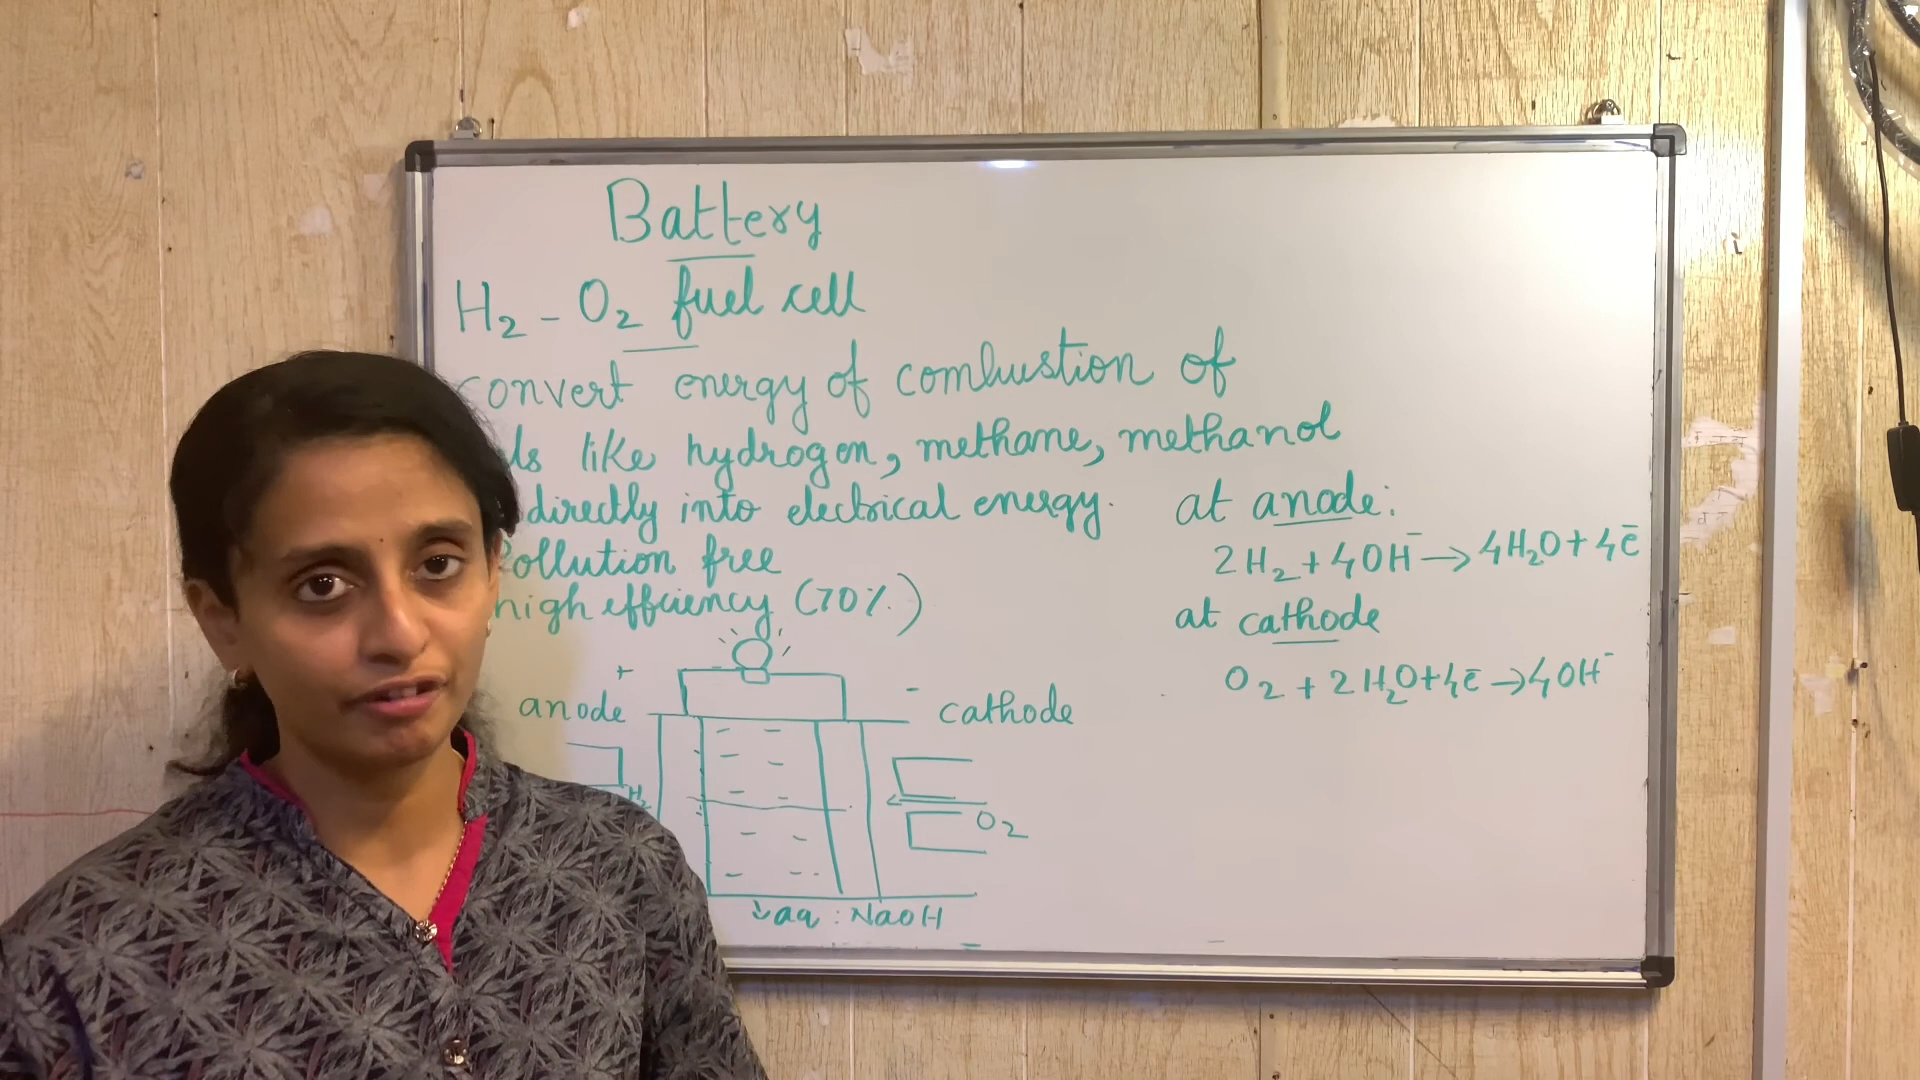 Battery
H₂ - O₂ fuel cell
convert energy of combustion of
ls like hydrogen, methane, methanol
directly into electrical energy.
Pollution free
high efficiency (70%)
+ -
anode cathode
H₂
O₂
↓ aq : NaOH
at anode:
2H₂ + 4OH⁻ → 4H₂O + 4e⁻
at cathode
O₂ + 2H₂O + 4e⁻ → 4OH⁻